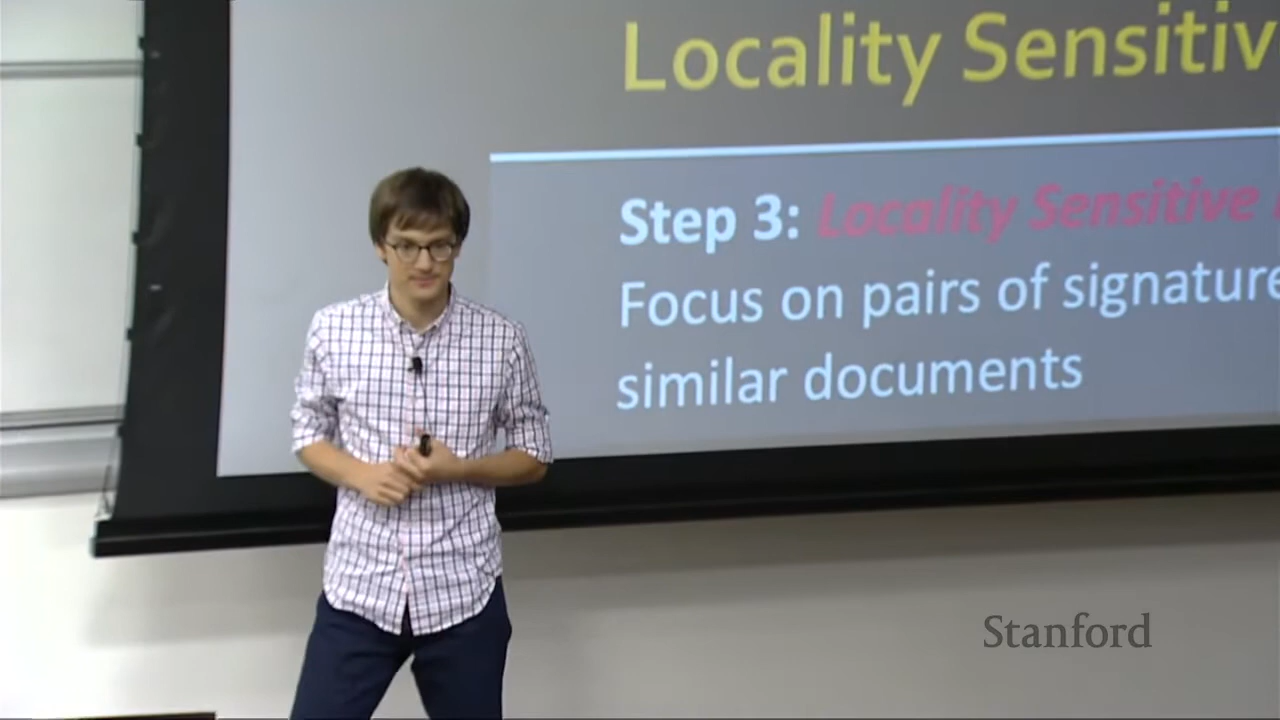 Locality Sensitiv
Step 3: Locality Sensitive
Focus on pairs of signature
similar documents
Stanford